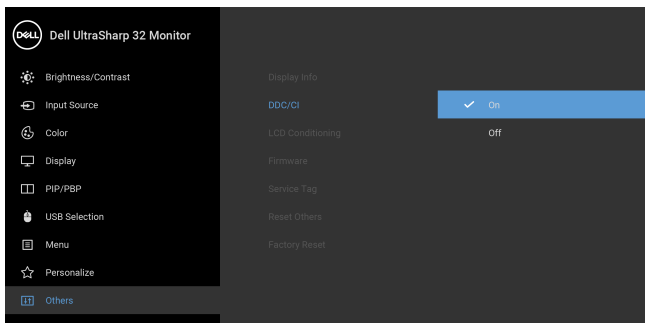 DELL
Dell UltraSharp 32 Monitor
Brightness/Contrast
Display Info
Input Source
DDC/CI
On
Color
LCD Conditioning
Off
Display
Firmware
PIP/PBP
Service Tag
USB Selection
Reset Others
Menu
Factory Reset
Personalize
Others